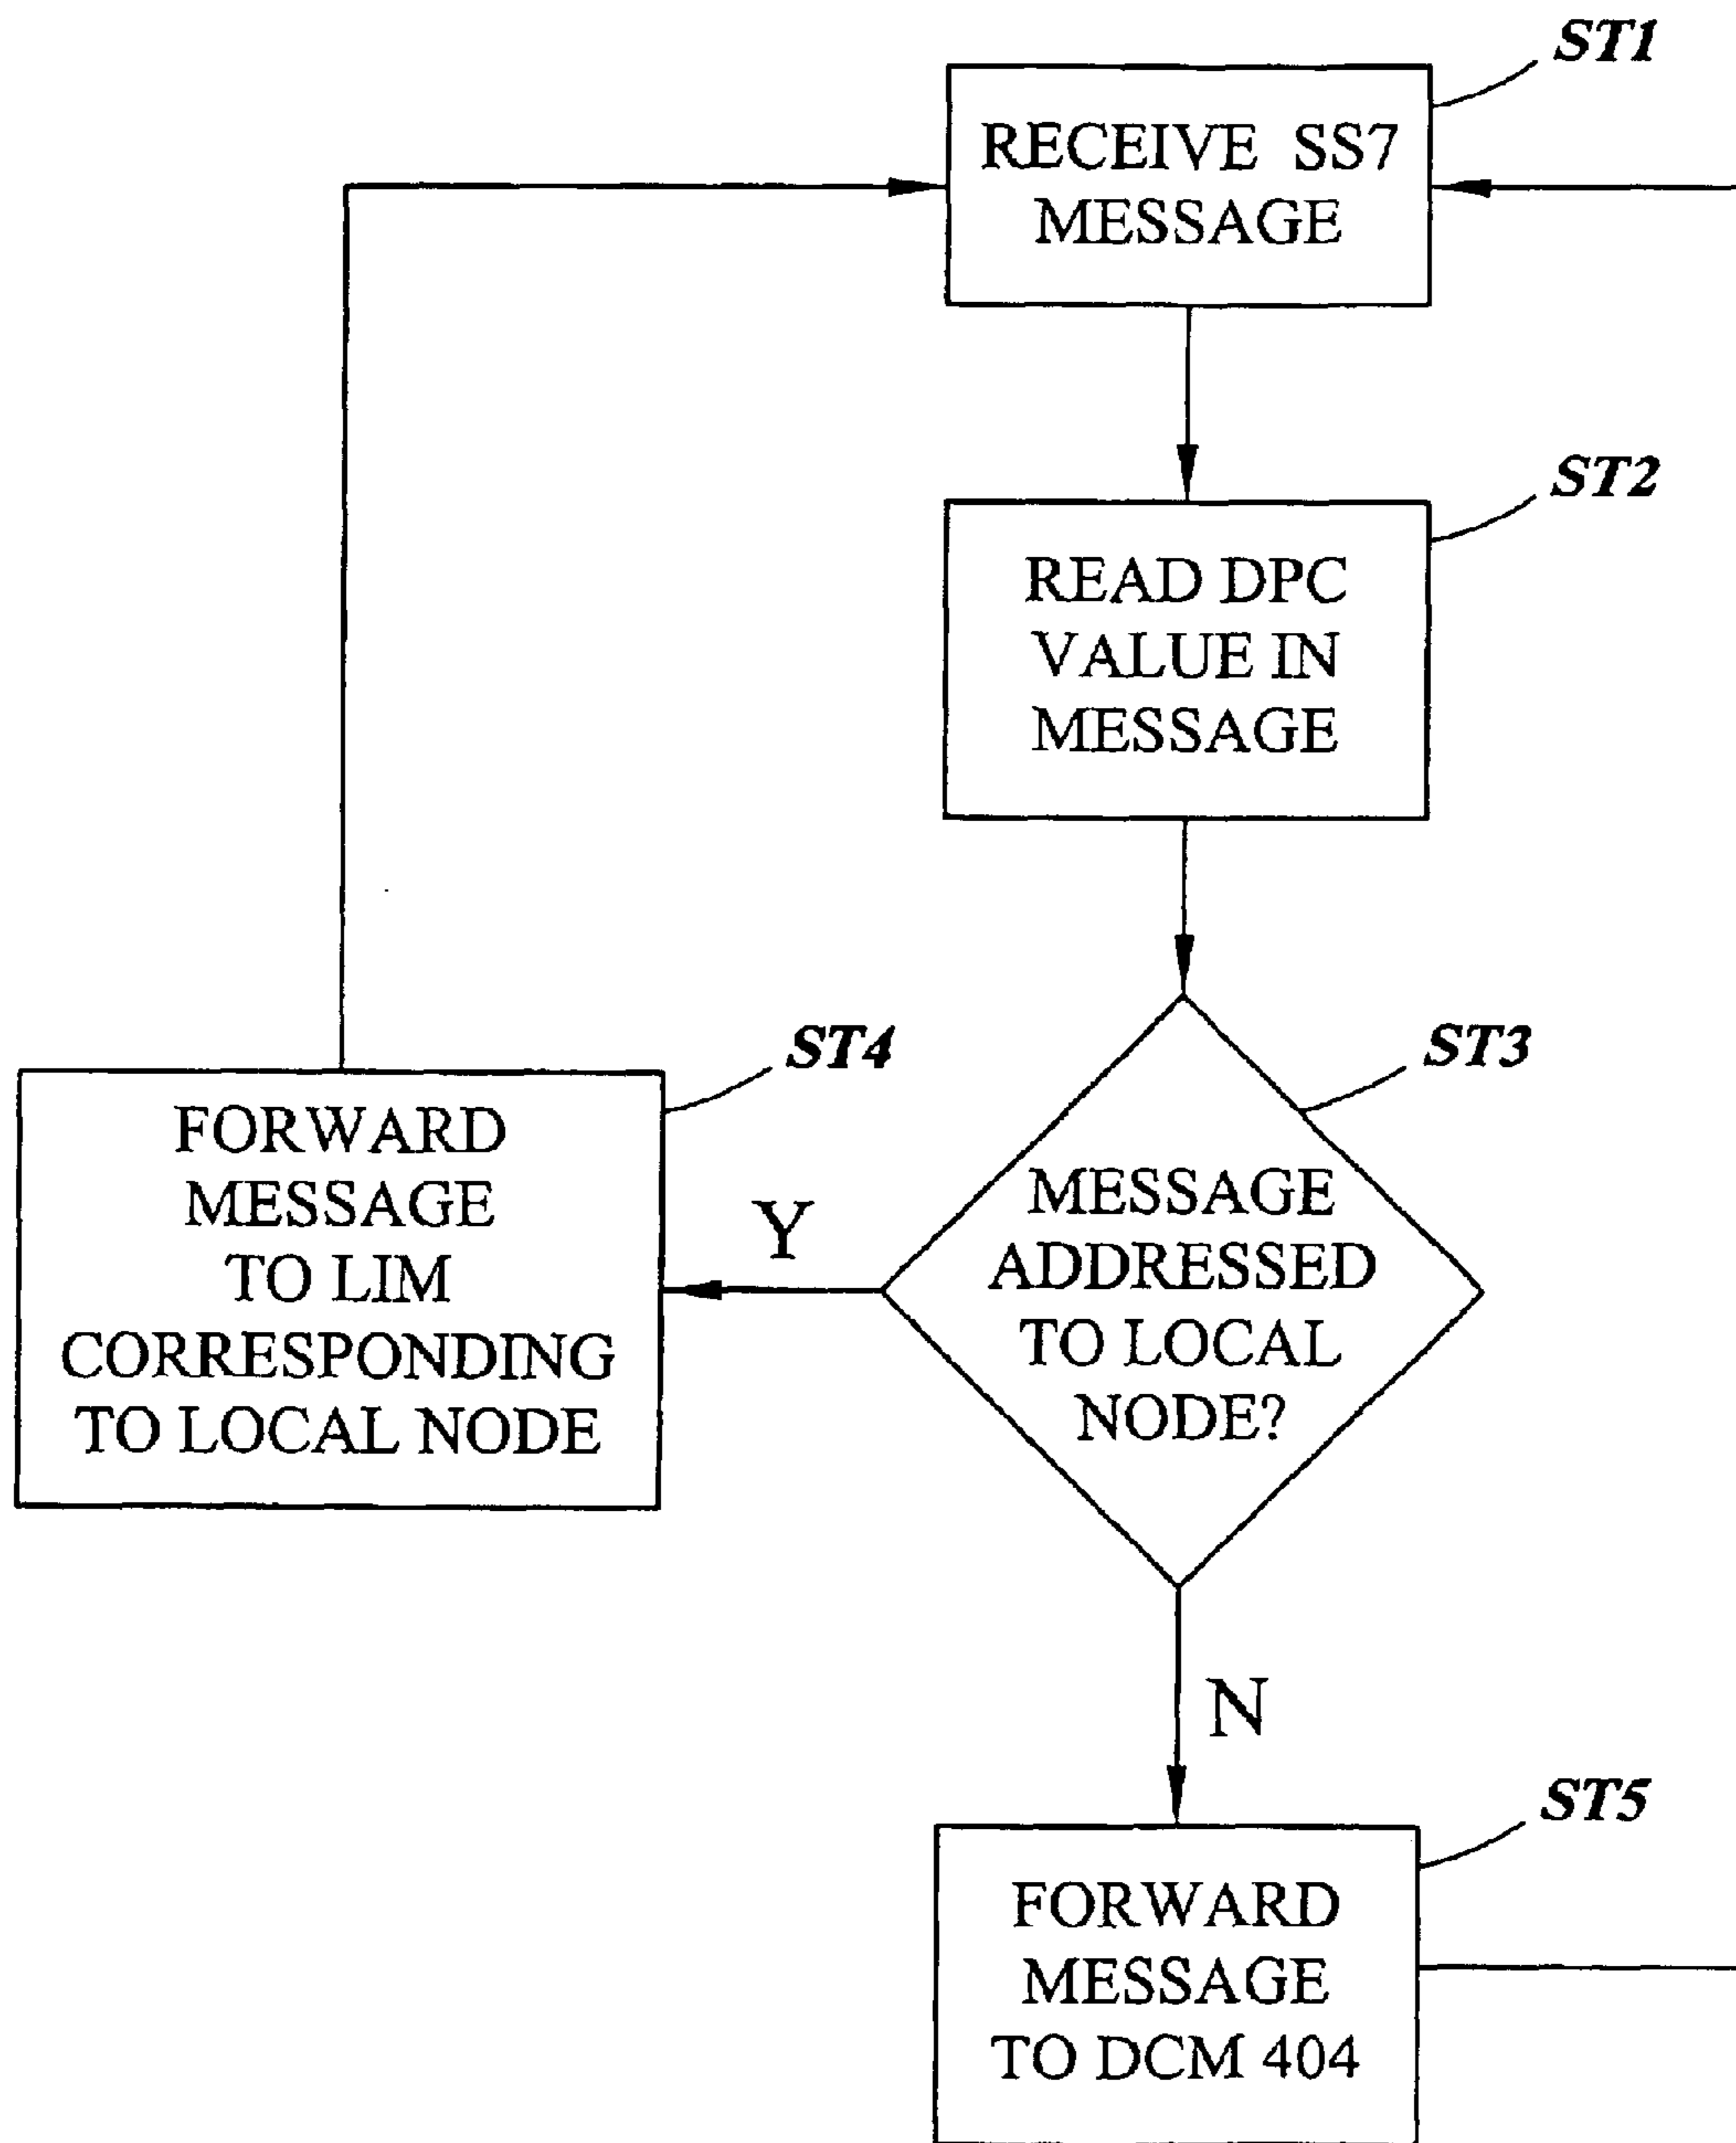 ST1
RECEIVE SS7
MESSAGE
ST2
READ DPC
VALUE IN
MESSAGE
ST3
MESSAGE
ADDRESSED
TO LOCAL
NODE?
Y
ST4
FORWARD
MESSAGE
TO LIM
CORRESPONDING
TO LOCAL NODE
N
ST5
FORWARD
MESSAGE
TO DCM 404